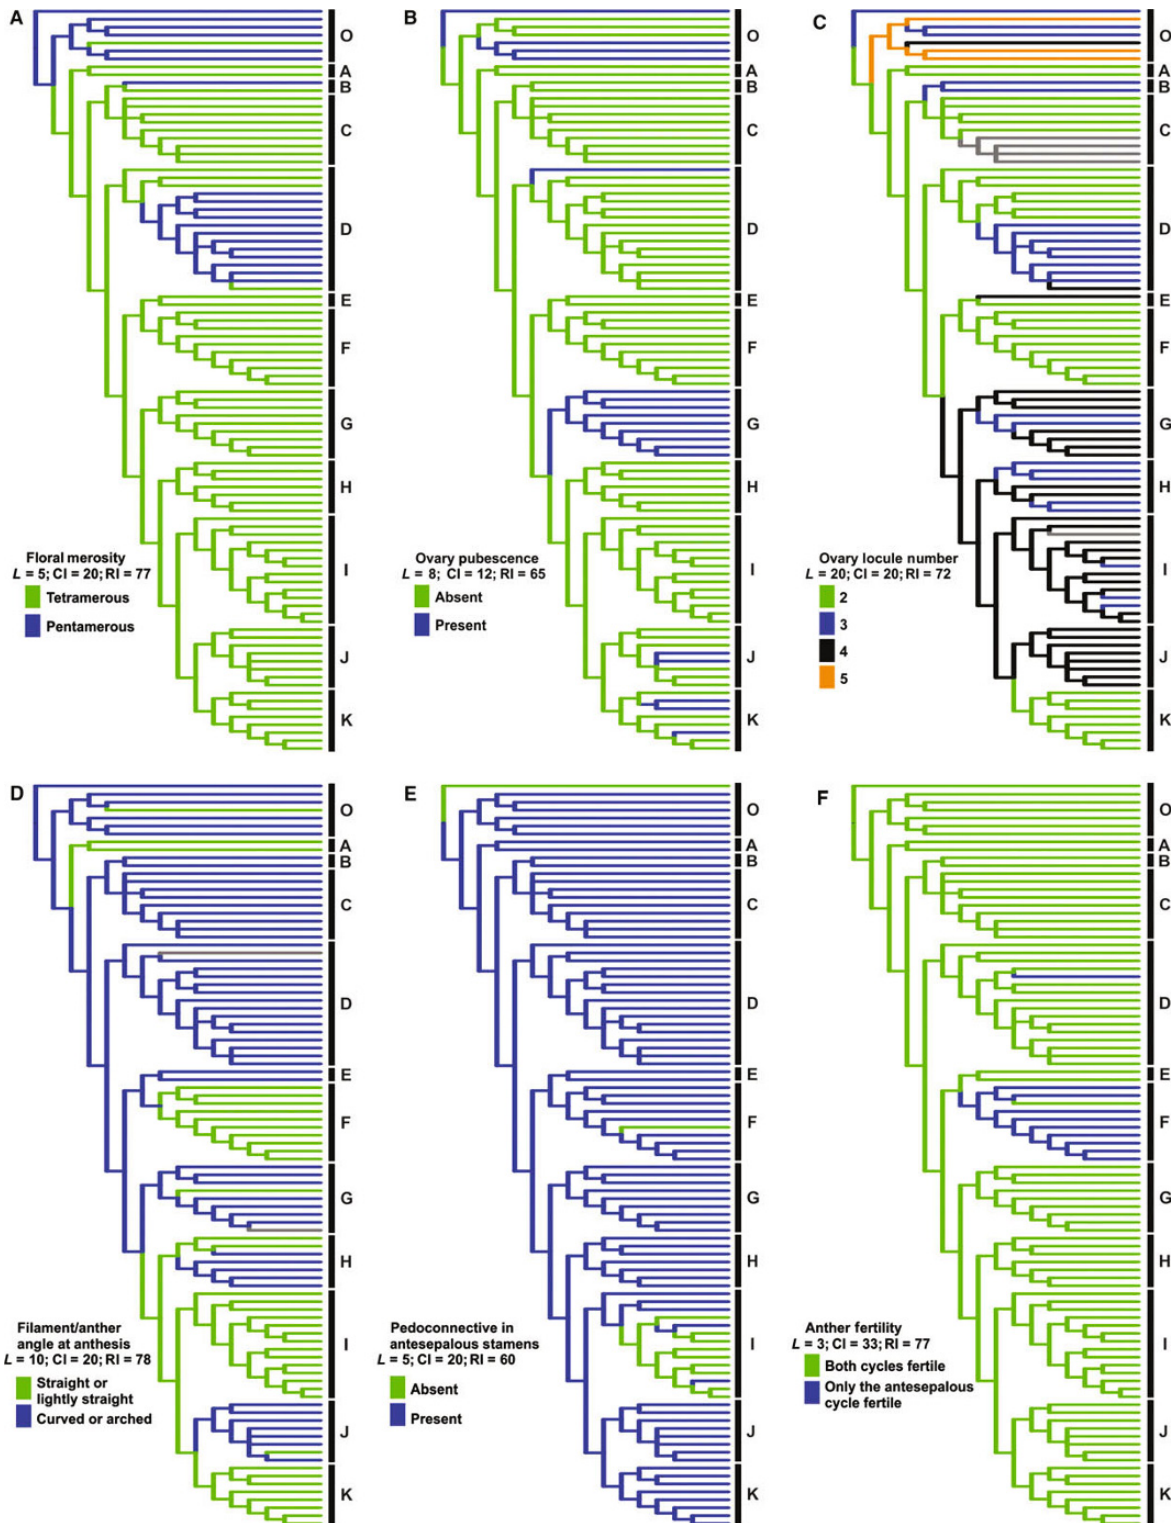 A
O
A
B
C
D
E
F
G
H
I
J
K
Floral merosity
L = 5; CI = 20; RI = 77
Tetramerous
Pentamerous
B
O
A
B
C
D
E
F
G
H
I
J
K
Ovary pubescence
L = 8; CI = 12; RI = 65
Absent
Present
C
O
A
B
C
D
E
F
G
H
I
J
K
Ovary locule number
L = 20; CI = 20; RI = 72
2
3
4
5
D
O
A
B
C
D
E
F
G
H
I
J
K
Filament/anther
angle at anthesis
L = 10; CI = 20; RI = 78
Straight or
lightly straight
Curved or arched
E
O
A
B
C
D
E
F
G
H
I
J
K
Pedoconnective in
antesepalous stamens
L = 5; CI = 20; RI = 60
Absent
Present
F
O
A
B
C
D
E
F
G
H
I
J
K
Anther fertility
L = 3; CI = 33; RI = 77
Both cycles fertile
Only the antesepalous
cycle fertile